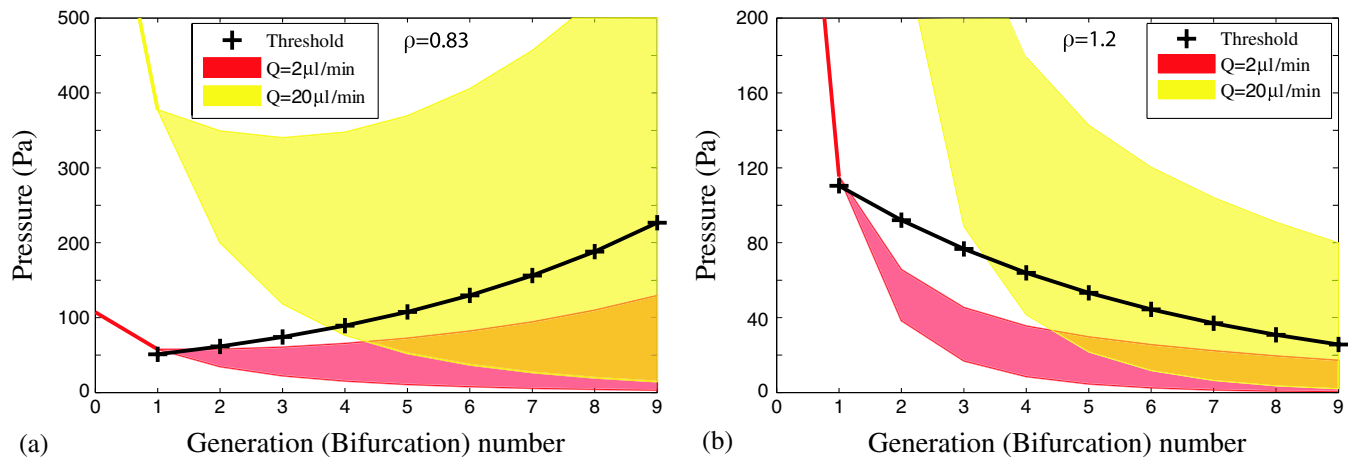 500
400
300
200
100
0
Pressure (Pa)
0 1 2 3 4 5 6 7 8 9
Generation (Bifurcation) number
(a)
Threshold
Q=2μl/min
Q=20μl/min
ρ=0.83
200
160
120
80
40
0
Pressure (Pa)
0 1 2 3 4 5 6 7 8 9
Generation (Bifurcation) number
(b)
ρ=1.2
Threshold
Q=2μl/min
Q=20μl/min